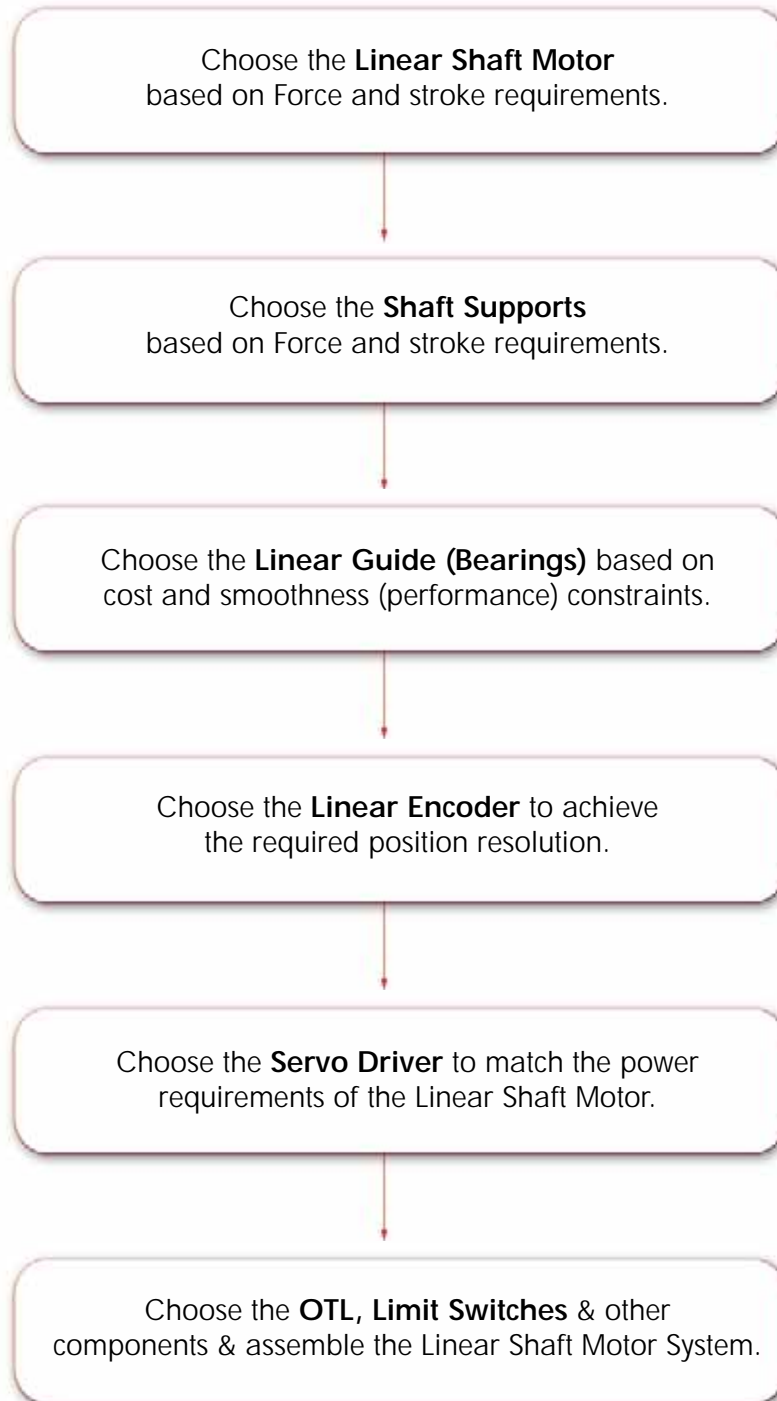 Choose the Linear Shaft Motor
based on Force and stroke requirements.
Choose the Shaft Supports
based on Force and stroke requirements.
Choose the Linear Guide (Bearings) based on
cost and smoothness (performance) constraints.
Choose the Linear Encoder to achieve
the required position resolution.
Choose the Servo Driver to match the power
requirements of the Linear Shaft Motor.
Choose the OTL, Limit Switches & other
components & assemble the Linear Shaft Motor System.